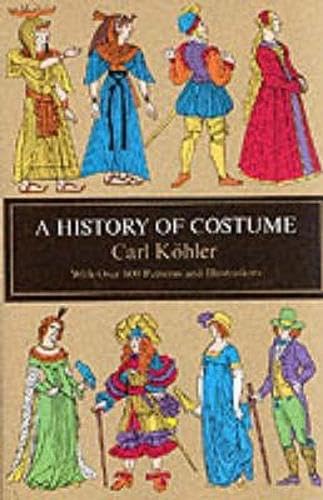 A HISTORY OF COSTUME
Carl Köhler
With Over 600 Patterns and Illustrations